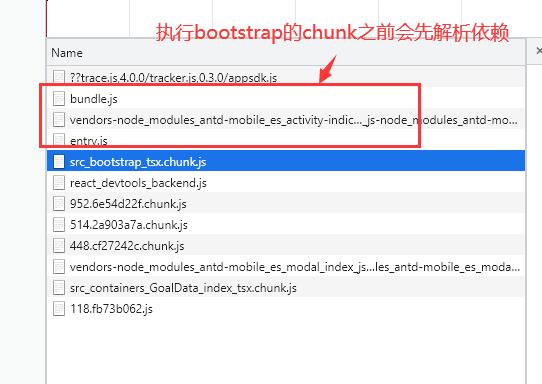 执行bootstrap的chunk之前会先解析依赖
Name
??trace.js,4.0.0/tracker.js,0.3.0/appsdk.js
bundle.js
vendors-node_modules_antd-mobile_es_activity-indic…_js-node_modules_antd-mo...
entry.js
src_bootstrap_tsx.chunk.js
react_devtools_backend.js
952.6e54d22f.chunk.js
514.2a903a7a.chunk.js
448.cf27242c.chunk.js
vendors-node_modules_antd-mobile_es_modal_index_js…les_antd-mobile_es_moda...
src_containers_GoalData_index_tsx.chunk.js
118.fb73b062.js